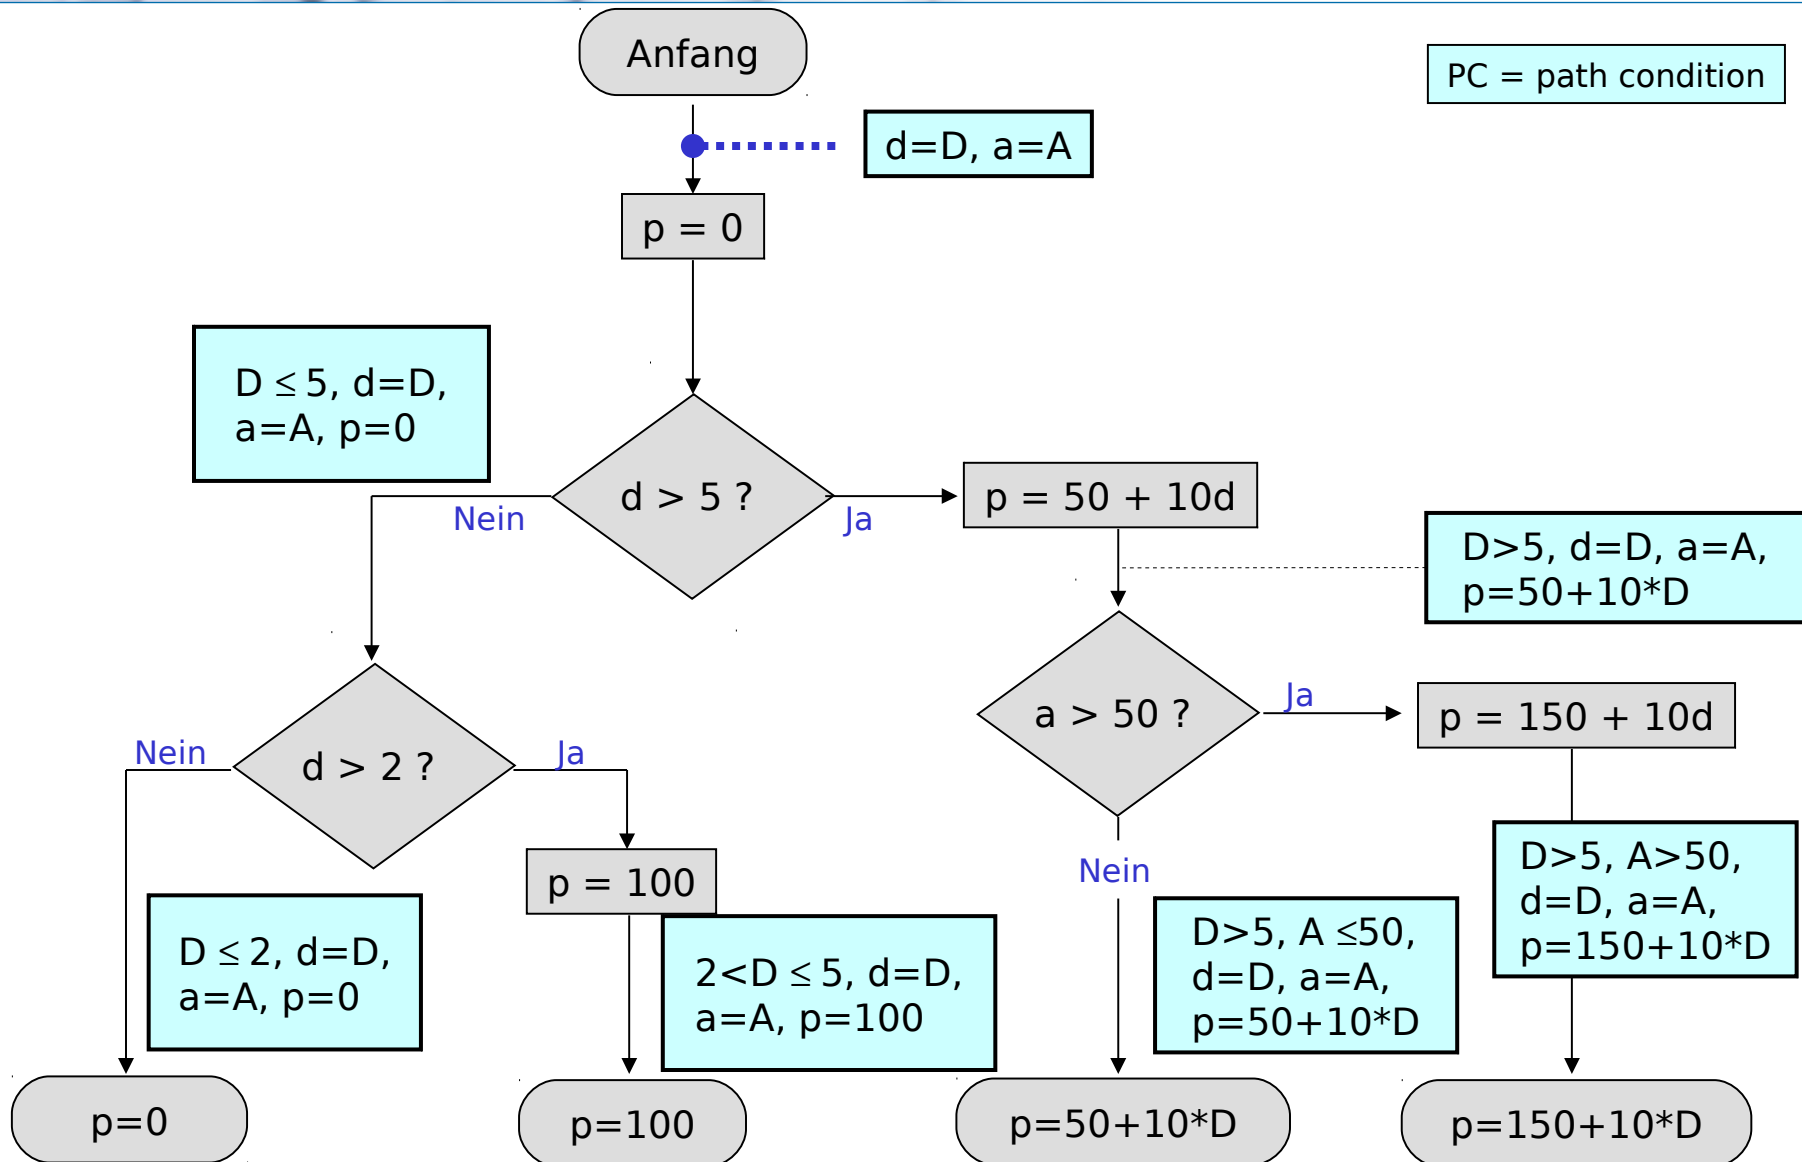 Anfang
PC = path condition
d=D, a=A
p = 0
D ≤ 5, d=D,
a=A, p=0
d > 5 ?
Nein
Ja
p = 50 + 10d
D>5, d=D, a=A,
p=50+10*D
d > 2 ?
Nein
Ja
a > 50 ?
Ja
Nein
p = 150 + 10d
p = 100
D ≤ 2, d=D,
a=A, p=0
2<D ≤ 5, d=D,
a=A, p=100
D>5, A ≤50,
d=D, a=A,
p=50+10*D
D>5, A>50,
d=D, a=A,
p=150+10*D
p=0
p=100
p=50+10*D
p=150+10*D